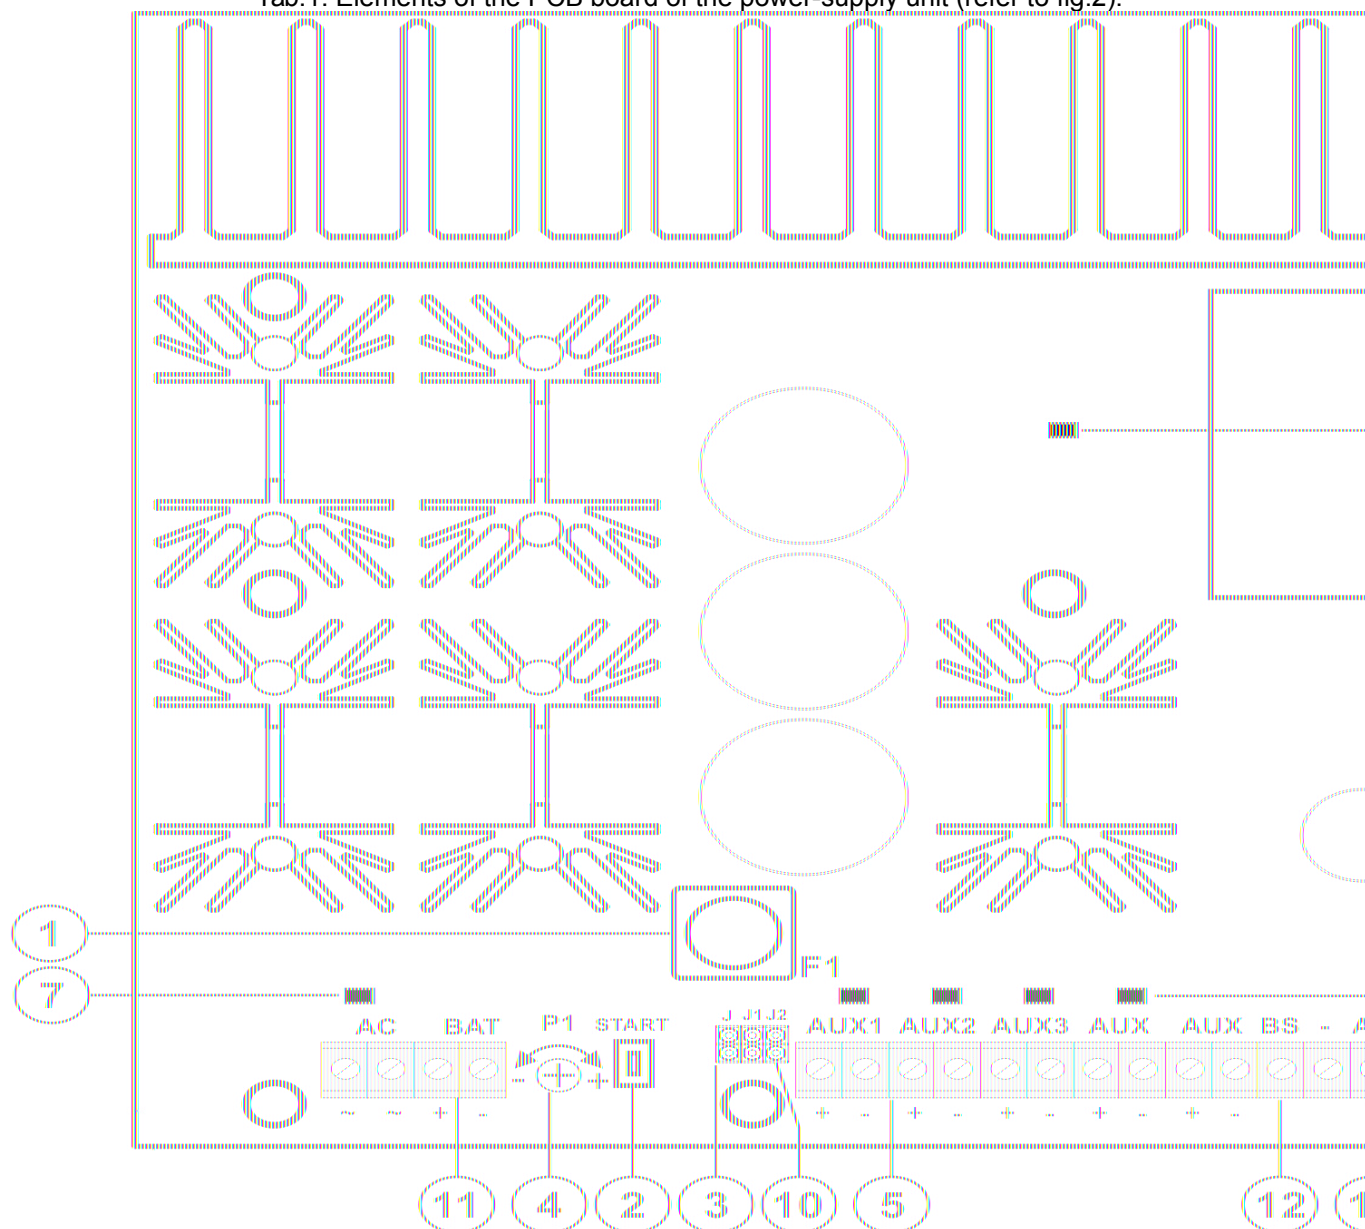 Tab.1. Elements of the PCB board of the power-supply unit (refer to fig.2).
1
F1
7
AC BAT P1 START J J1 J2 AUX1 AUX2 AUX3 AUX AUX BS - A
- +
~ ~ + - + - + - + - + - + -
11 4 2 3 10 5 12 1